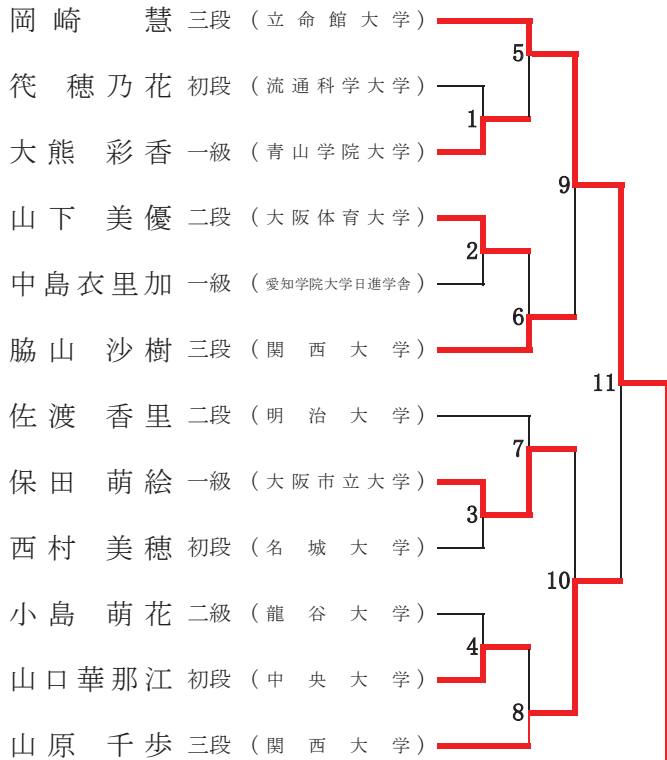 岡崎 慧 三段 (立命館大学)
5
筏 穂乃花 初段 (流通科学大学)
1
大熊 彩香 一級 (青山学院大学)
9
山下 美優 二段 (大阪体育大学)
2
中島衣里加 一級 (愛知学院大学日進学舎)
6
脇山 沙樹 三段 (関西大学)
11
佐渡 香里 二段 (明治大学)
7
保田 萌絵 一級 (大阪市立大学)
3
西村 美穂 初段 (名城大学)
10
小島 萌花 二級 (龍谷大学)
4
山口華那江 初段 (中央大学)
8
山原 千歩 三段 (関西大学)